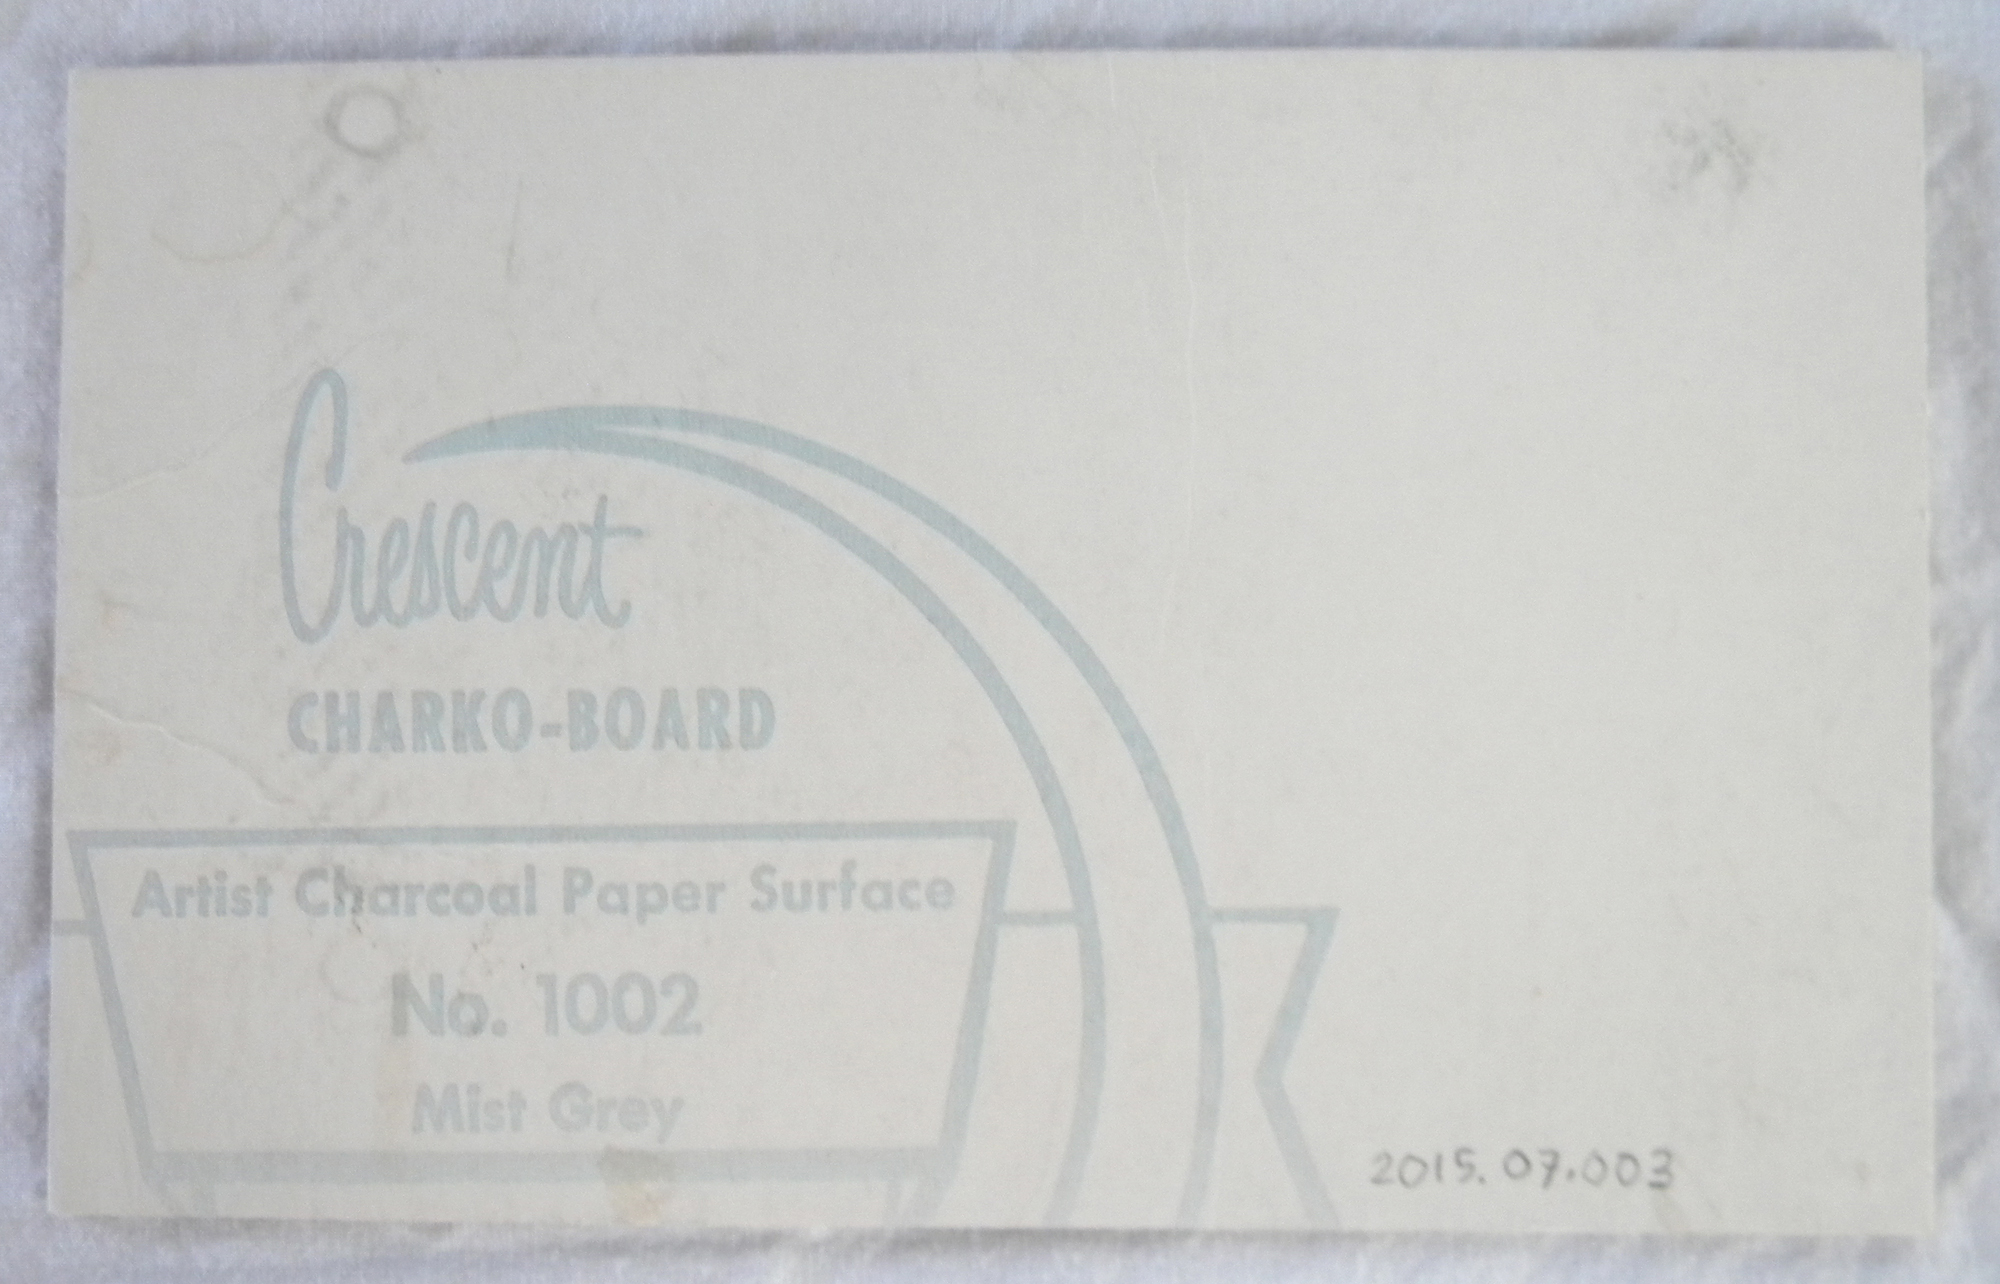 Crescent
CHARKO-BOARD
Artist Charcoal Paper Surface
No. 1002
Mist Grey
2015.07.003